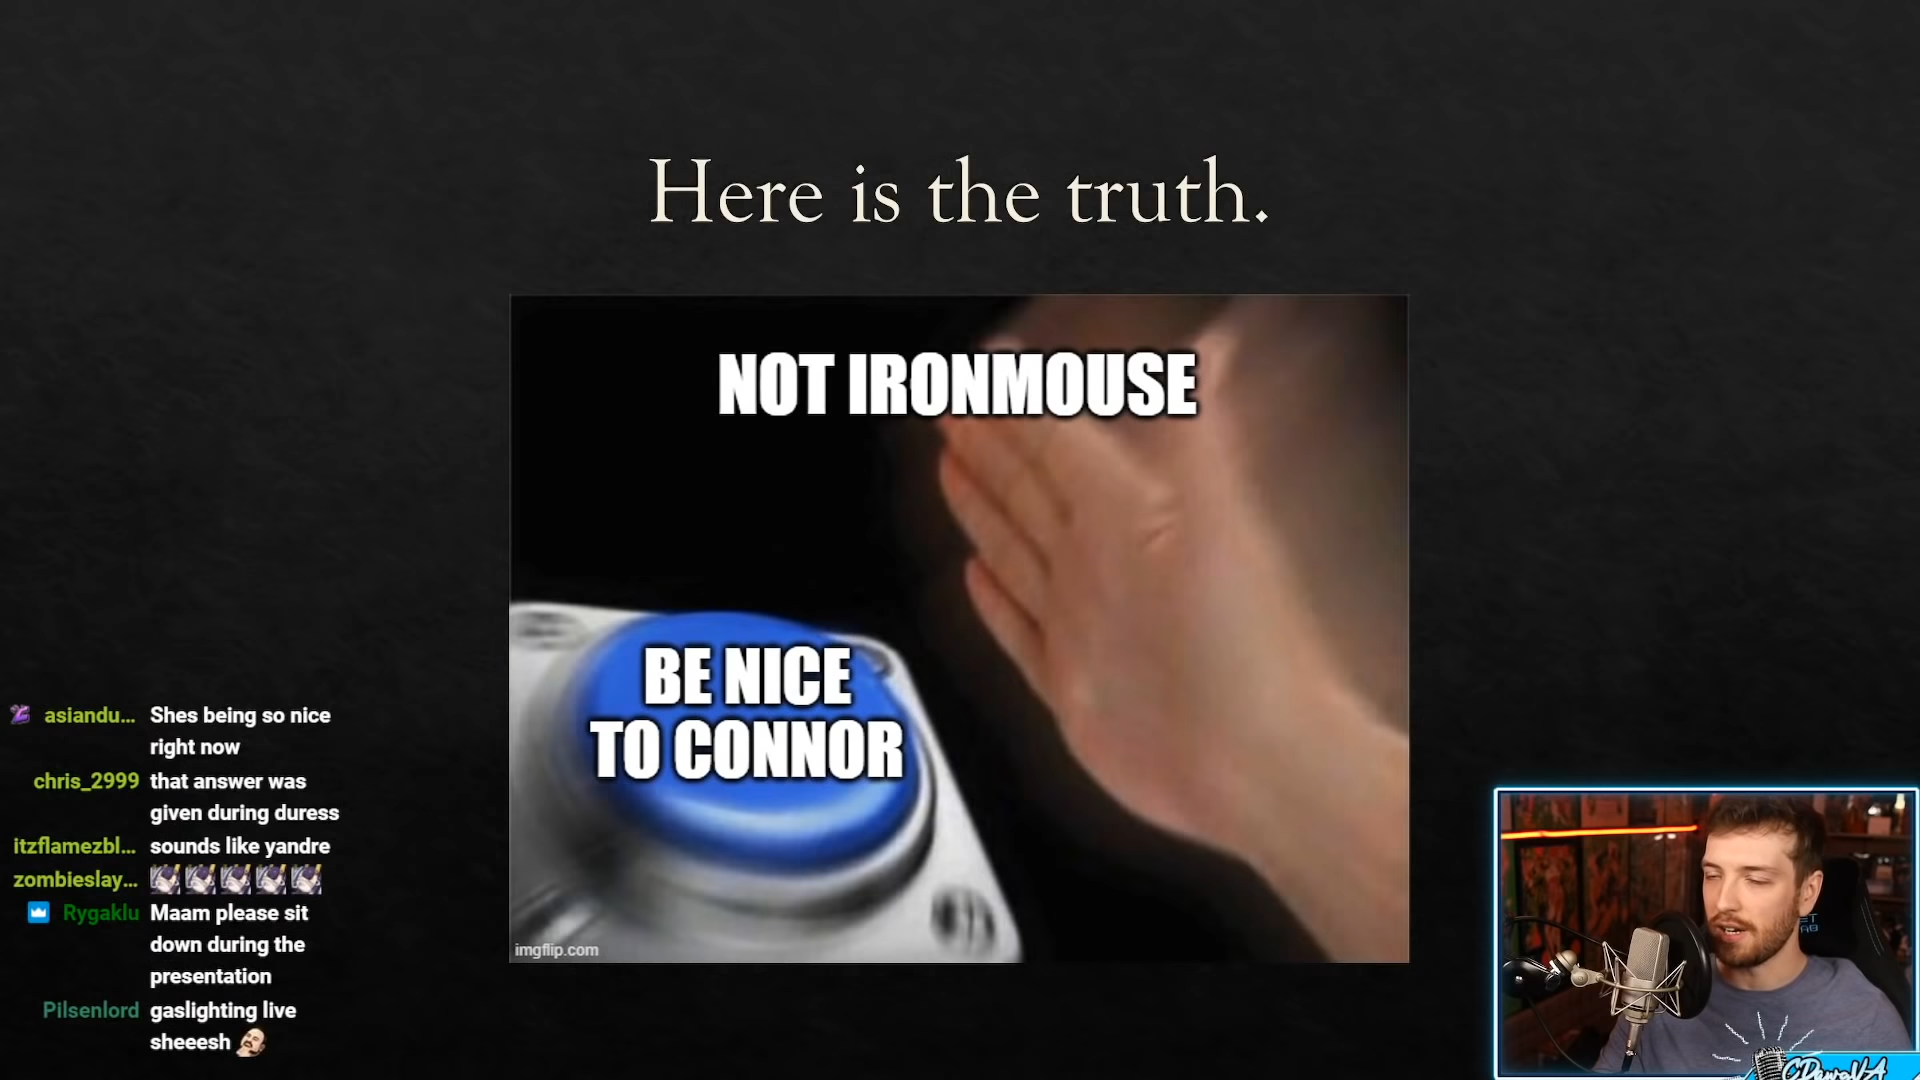 Here is the truth.
NOT IRONMOUSE
BE NICE
TO CONNOR
imgflip.com
asiandu... Shes being so nice
right now
chris_2999 that answer was
given during duress
itzflamezbl... sounds like yandre
zombieslay...
Rygaklu Maam please sit
down during the
presentation
Pilsenlord gaslighting live
sheeesh
CDawgVA